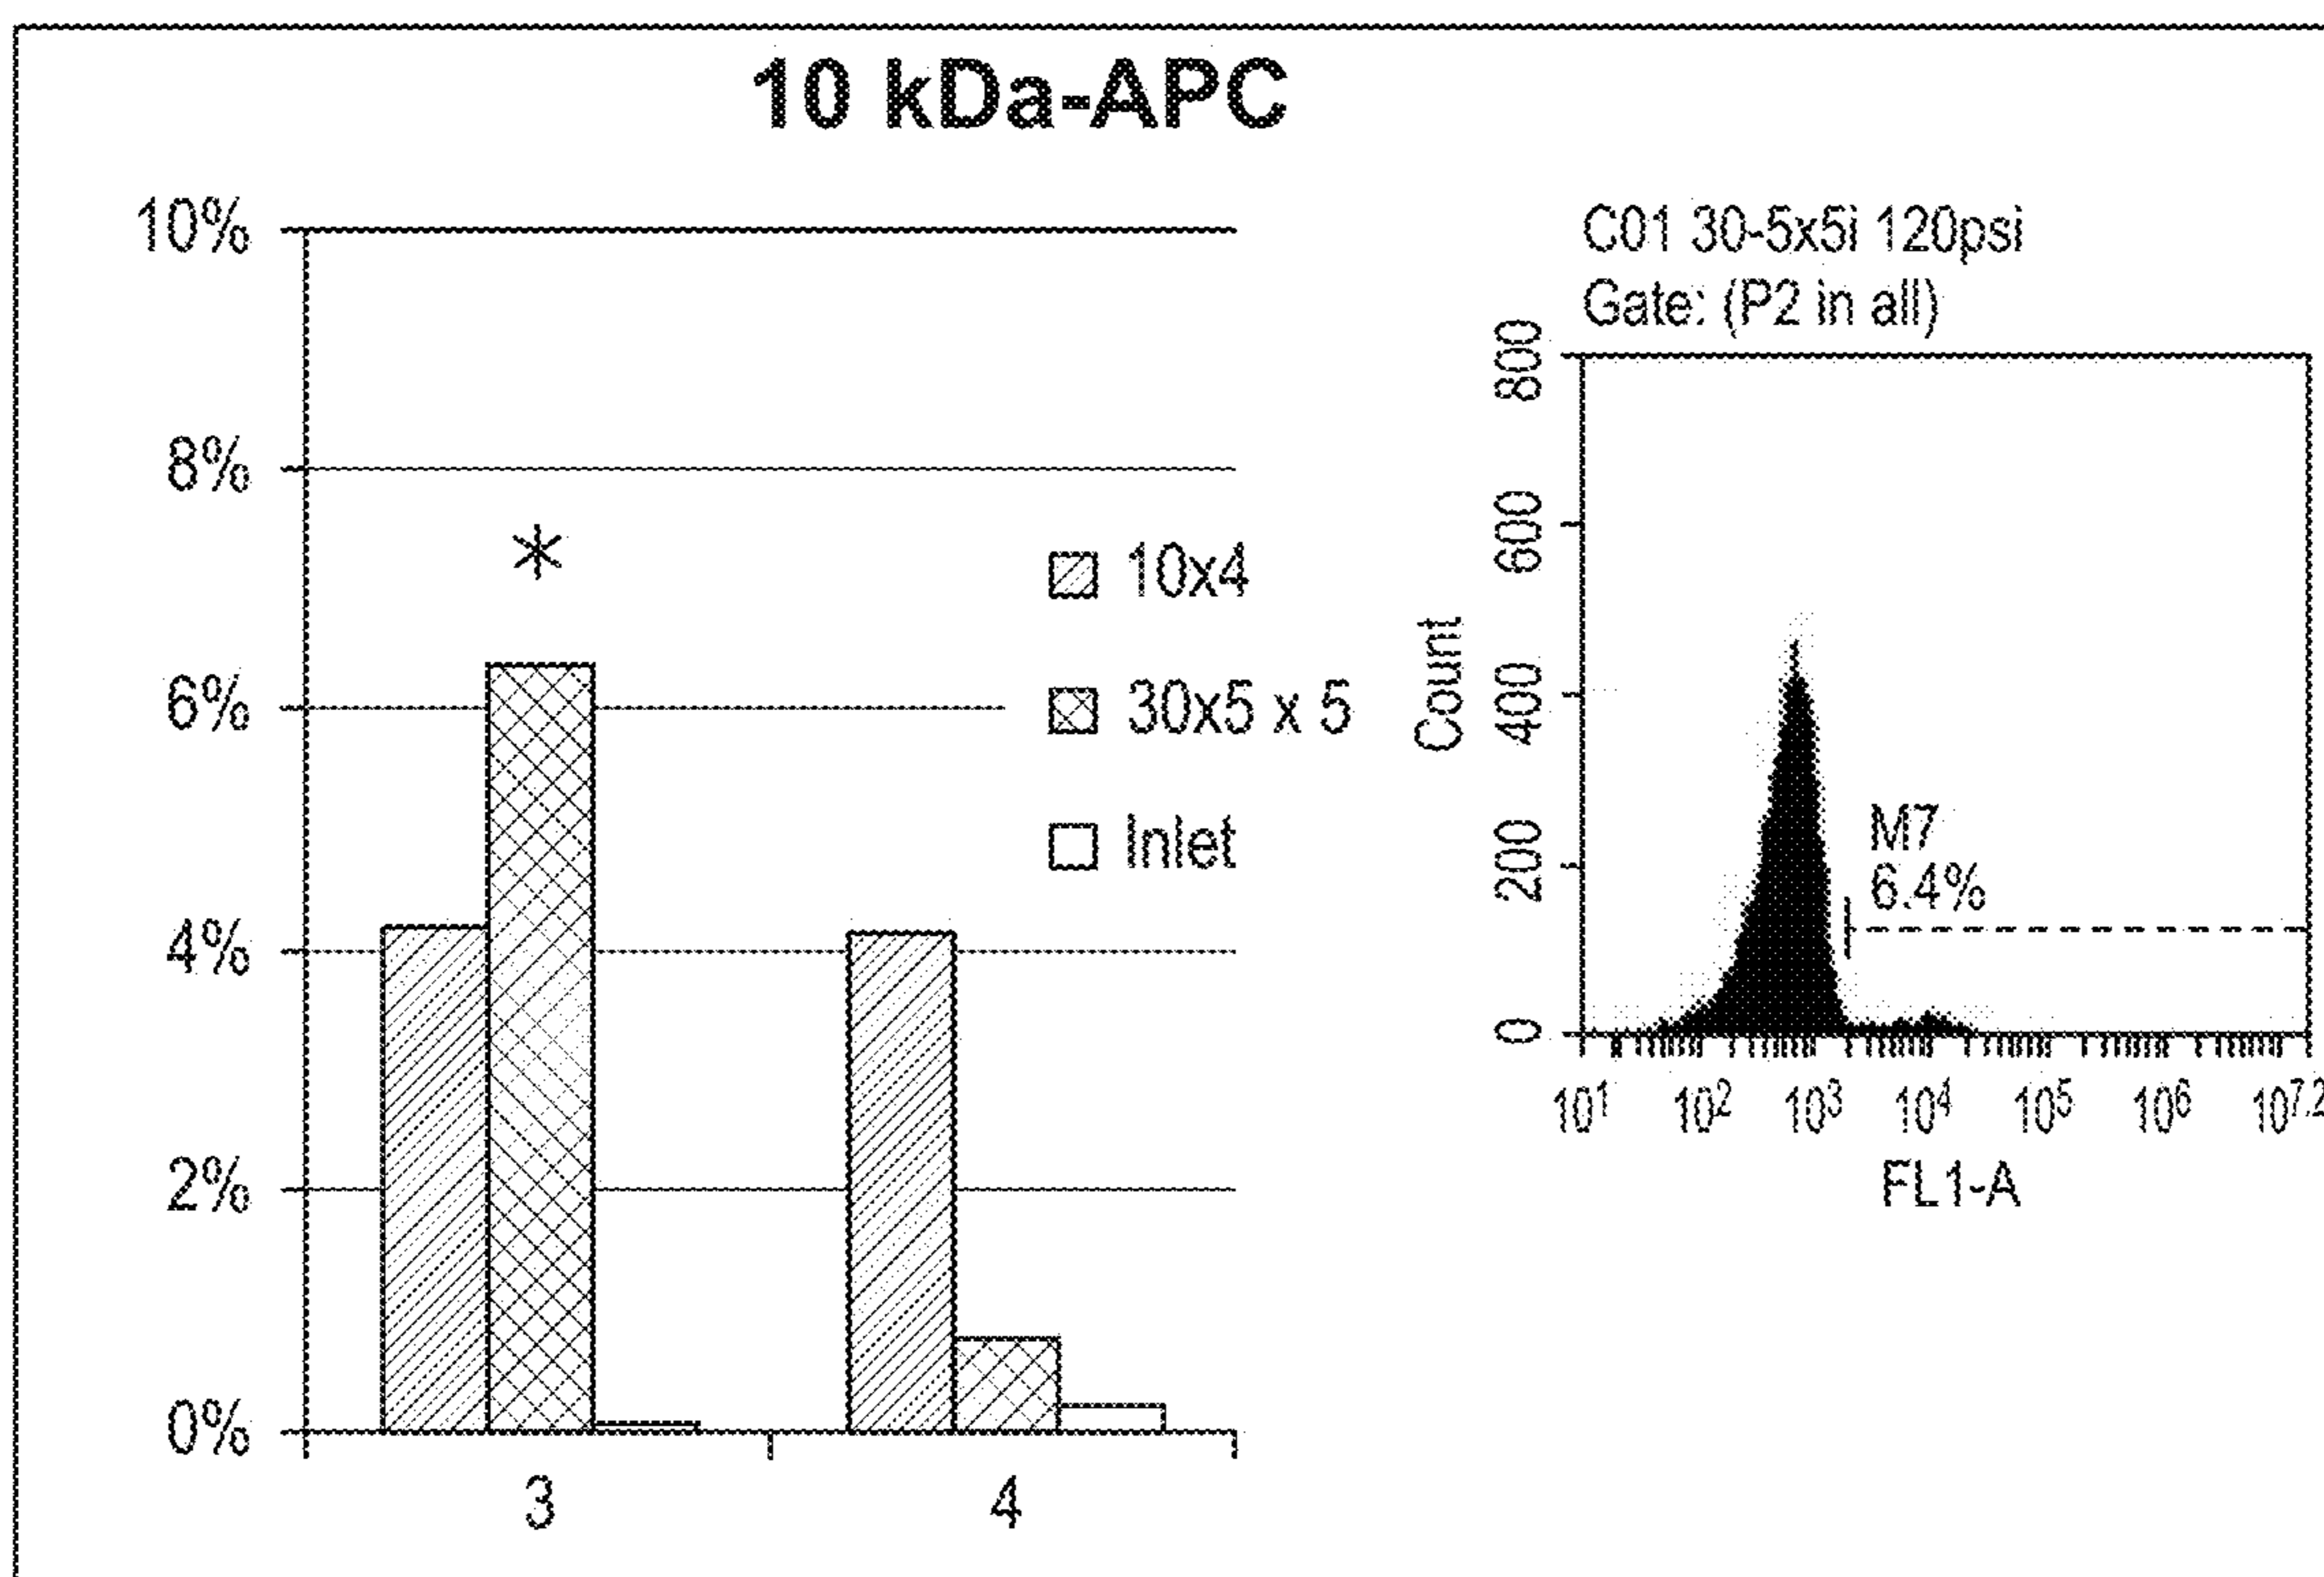 10 kDa-APC
10%
8%
6%
4%
2%
0%
*
10x4
30x5 x 5
Inlet
3
4
C01 30-5x5i 120psi
Gate: (P2 in all)
Count
800
600
400
200
0
M7
6.4%
10¹ 10² 10³ 10⁴ 10⁵ 10⁶ 10⁷·²
FL1-A